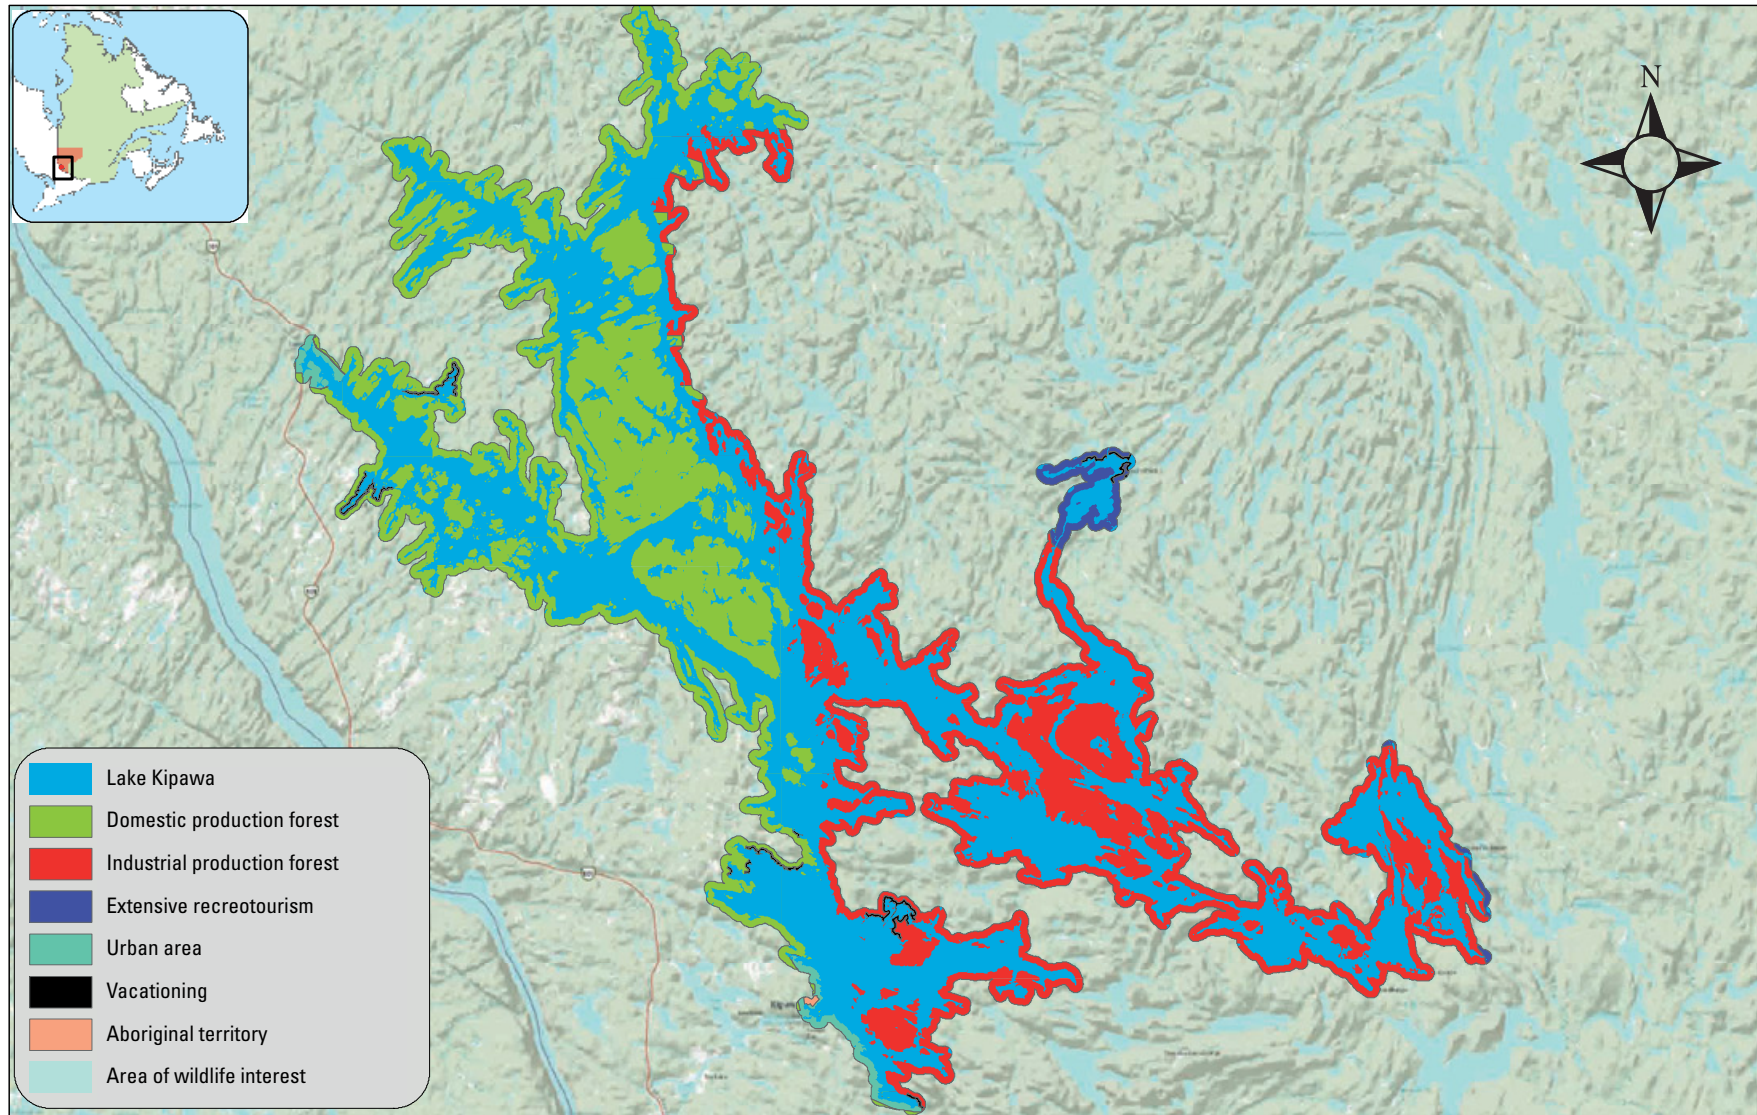 N
Lake Kipawa
Domestic production forest
Industrial production forest
Extensive recreotourism
Urban area
Vacationing
Aboriginal territory
Area of wildlife interest